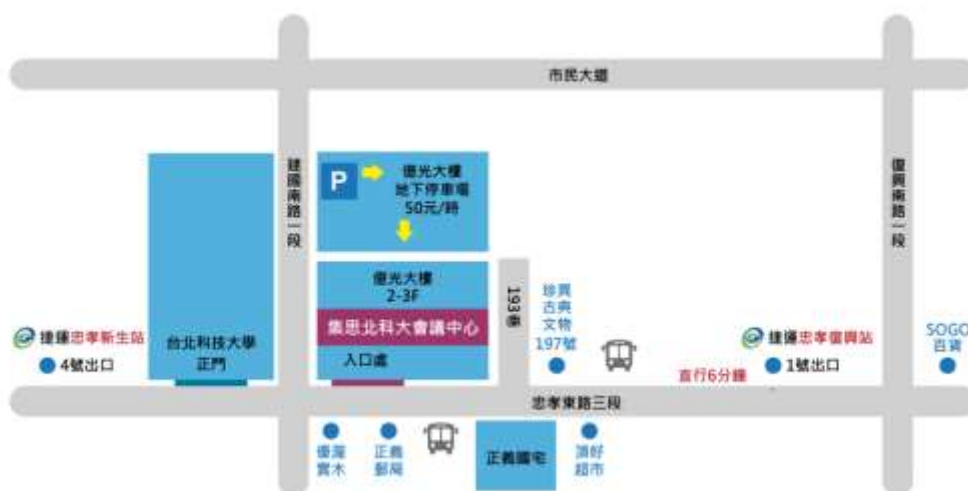 市民大道
建國南路一段
復興南路一段
P
億光大樓
地下停車場
50元/時
億光大樓
2-3F
集思北科大會議中心
入口處
193巷
珍異
古典
文物
197號
捷運忠孝新生站
4號出口
台北科技大學
正門
捷運忠孝復興站
1號出口
直行6分鐘
SOGO
百貨
忠孝東路三段
優渥
實木
正義
郵局
正義國宅
頂好
超市